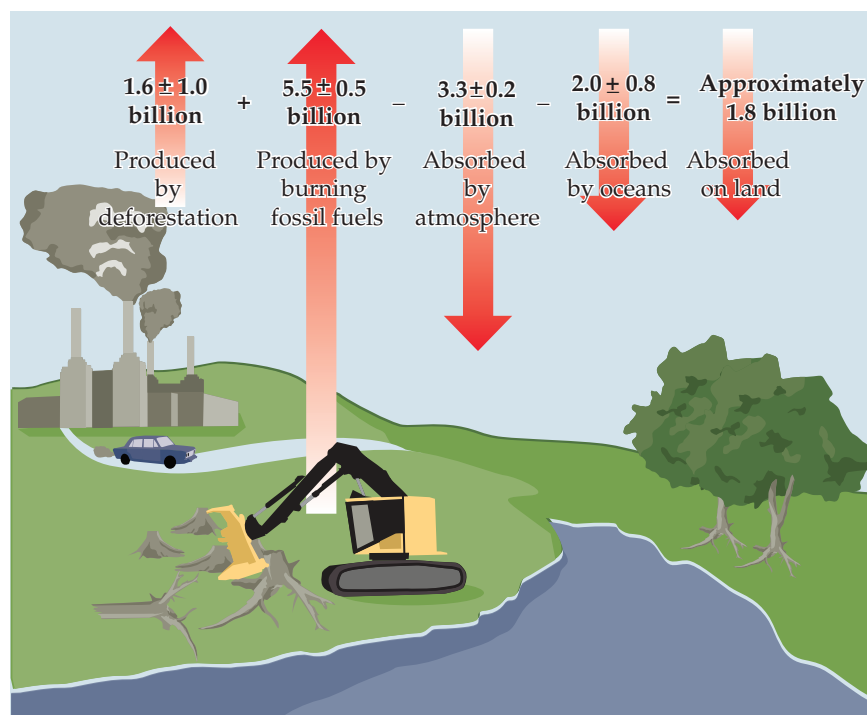 1.6 ± 1.0
billion
+
5.5 ± 0.5
billion
–
3.3 ± 0.2
billion
–
2.0 ± 0.8
billion
=
Approximately
1.8 billion
Produced
by
deforestation
Produced by
burning
fossil fuels
Absorbed
by
atmosphere
Absorbed
by oceans
Absorbed
on land